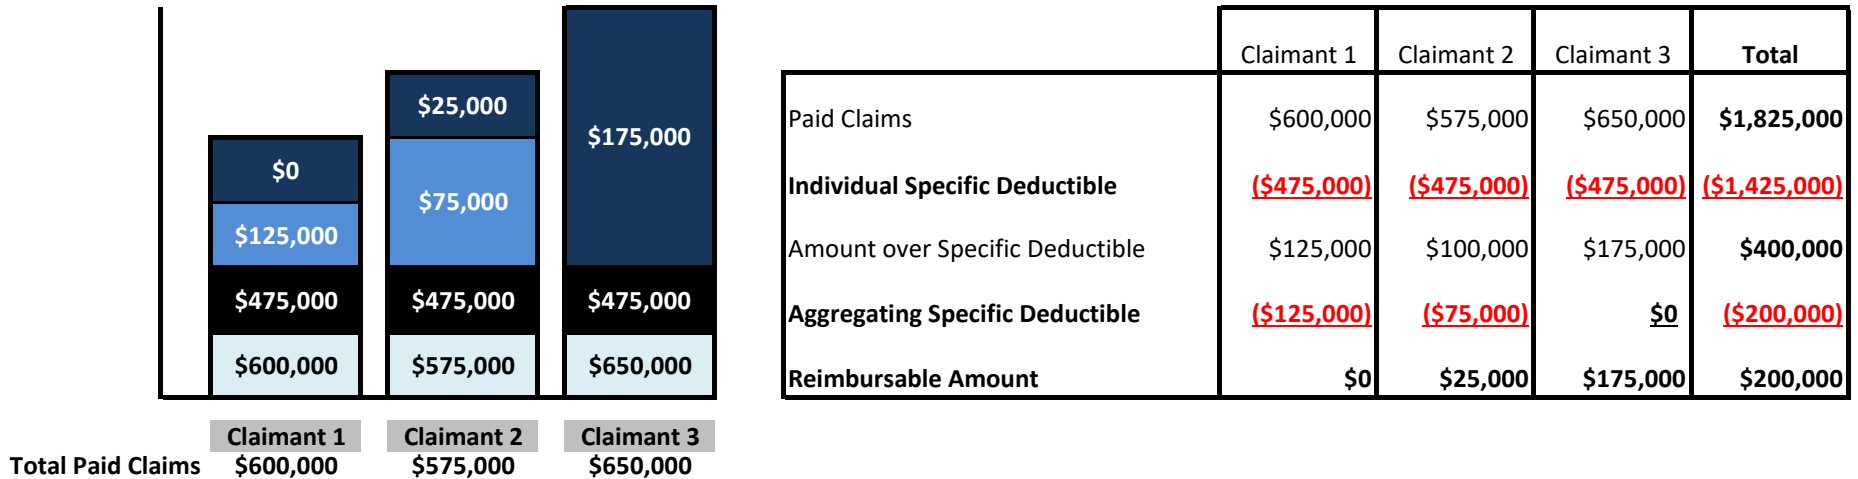 $25,000
$175,000
$0
$75,000
$125,000
$475,000 $475,000 $475,000
$600,000 $575,000 $650,000
Claimant 1 Claimant 2 Claimant 3
Total Paid Claims $600,000 $575,000 $650,000
Claimant 1 Claimant 2 Claimant 3 Total
Paid Claims $600,000 $575,000 $650,000 $1,825,000
Individual Specific Deductible ($475,000) ($475,000) ($475,000) ($1,425,000)
Amount over Specific Deductible $125,000 $100,000 $175,000 $400,000
Aggregating Specific Deductible ($125,000) ($75,000) $0 ($200,000)
Reimbursable Amount $0 $25,000 $175,000 $200,000